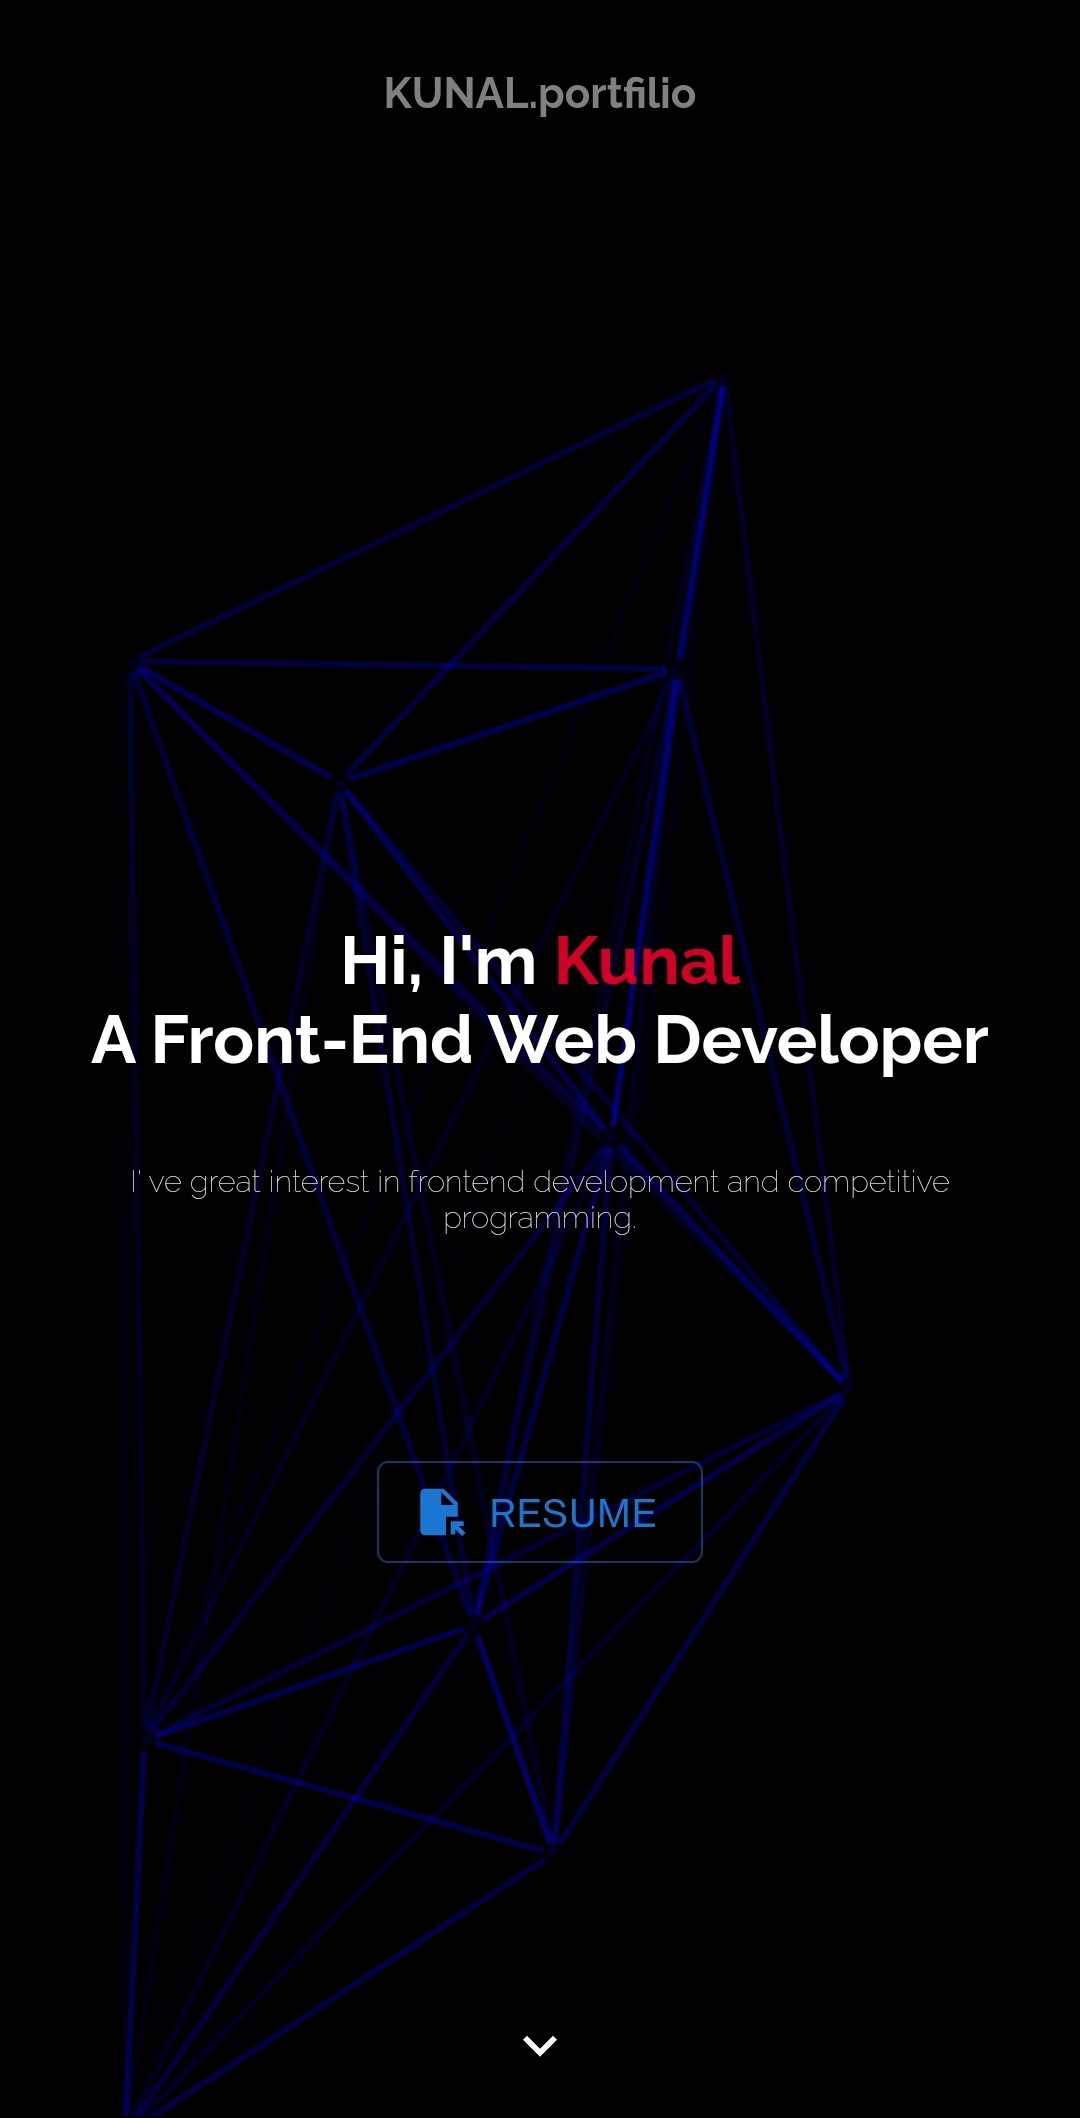 KUNAL.portfilio
Hi, I'm Kunal
A Front-End Web Developer
I' ve great interest in frontend development and competitive
programming.
RESUME